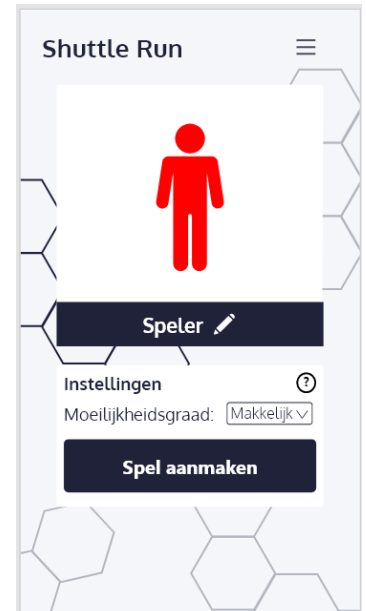 Shuttle Run
Speler
Instellingen ?
Moeilijkheidsgraad: Makkelijk
Spel aanmaken